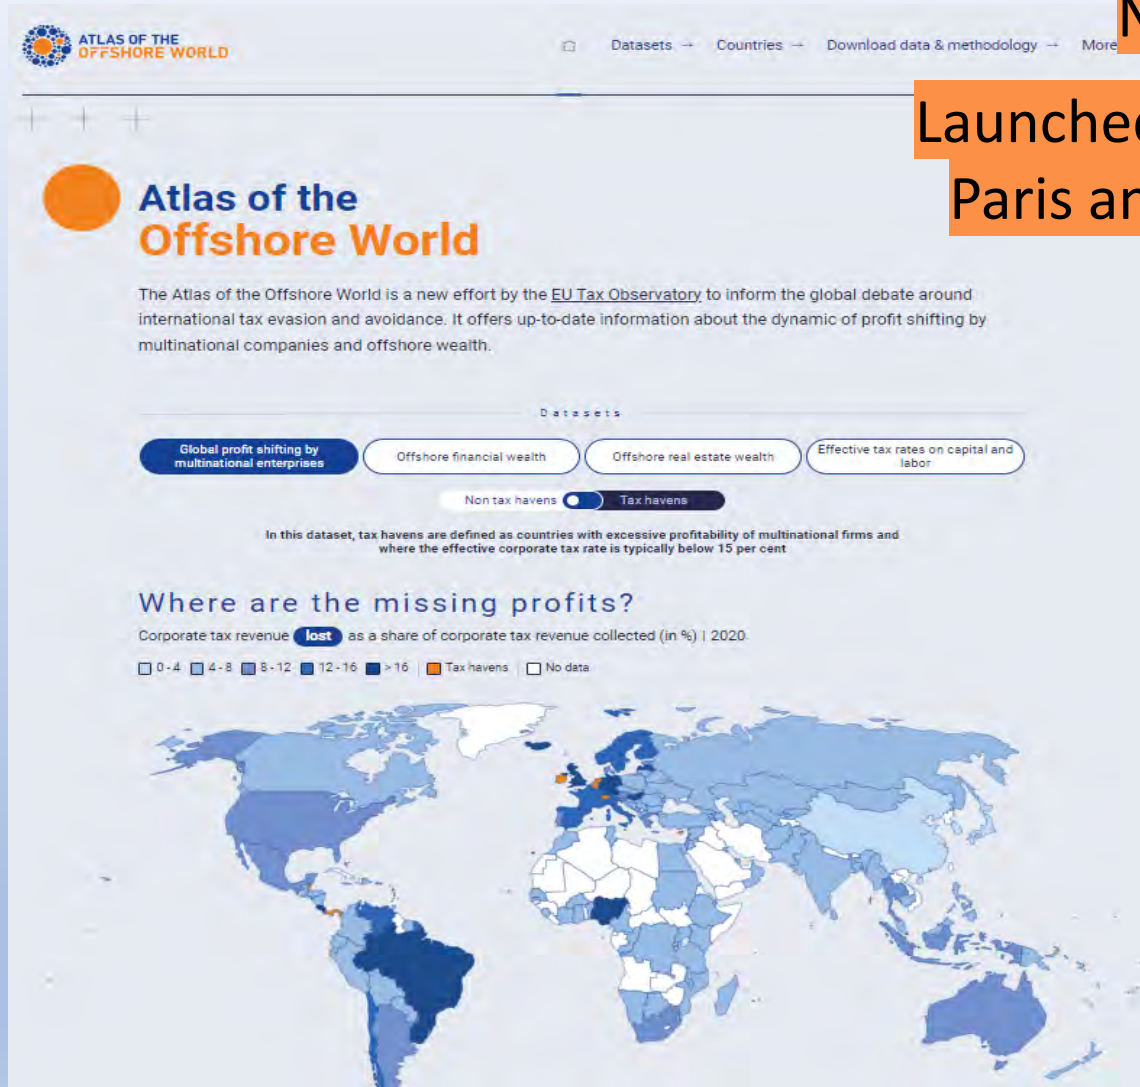 ATLAS OF THE
OFFSHORE WORLD
Datasets → Countries → Download data & methodology → More
Launched
Paris
Atlas of the
Offshore World
The Atlas of the Offshore World is a new effort by the EU Tax Observatory to inform the global debate around
international tax evasion and avoidance. It offers up-to-date information about the dynamic of profit shifting by
multinational companies and offshore wealth.
Datasets
Global profit shifting by
multinational enterprises
Offshore financial wealth
Offshore real estate wealth
Effective tax rates on capital and
labor
Non tax havens
Tax havens
In this dataset, tax havens are defined as countries with excessive profitability of multinational firms and
where the effective corporate tax rate is typically below 15 per cent
Where are the missing profits?
Corporate tax revenue lost as a share of corporate tax revenue collected (in %) | 2020
0 - 4 4 - 8 8 - 12 12 - 16 > 16 Tax havens No data